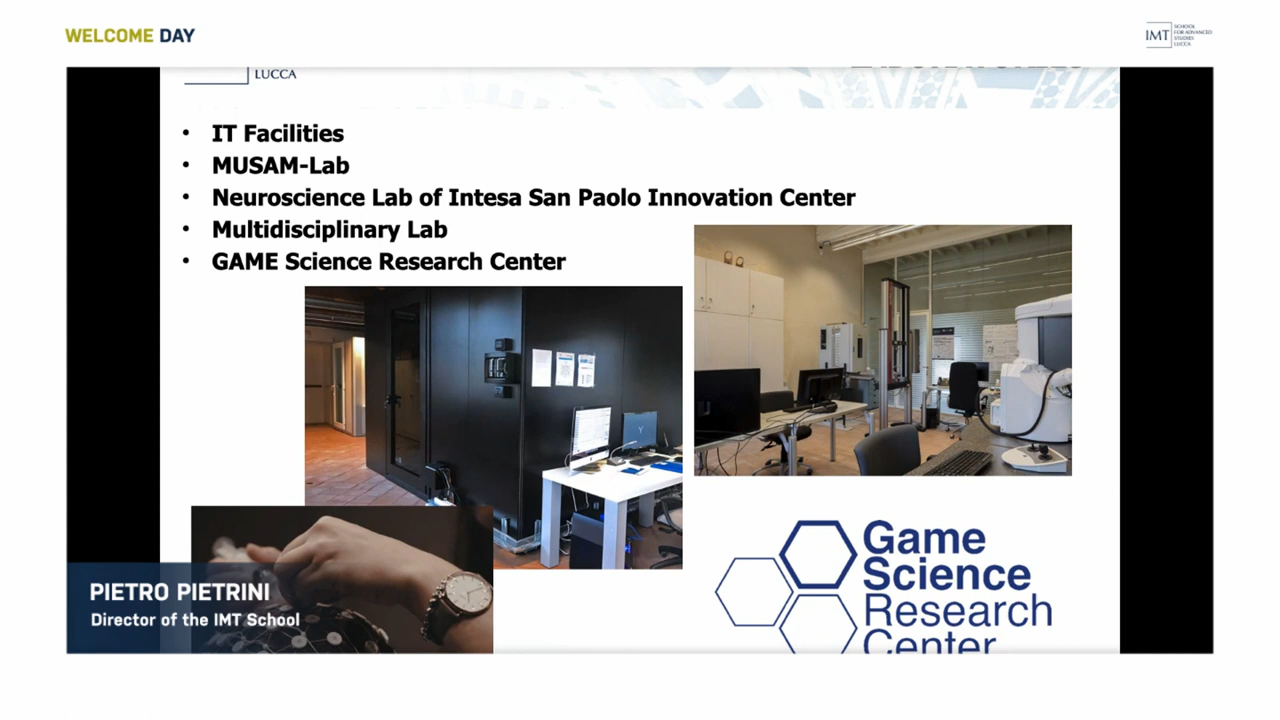 WELCOME DAY
IMT
SCHOOL
FOR ADVANCED
STUDIES
LUCCA
LUCCA
• IT Facilities
• MUSAM-Lab
• Neuroscience Lab of Intesa San Paolo Innovation Center
• Multidisciplinary Lab
• GAME Science Research Center
Game
Science
Research
Center
PIETRO PIETRINI
Director of the IMT School